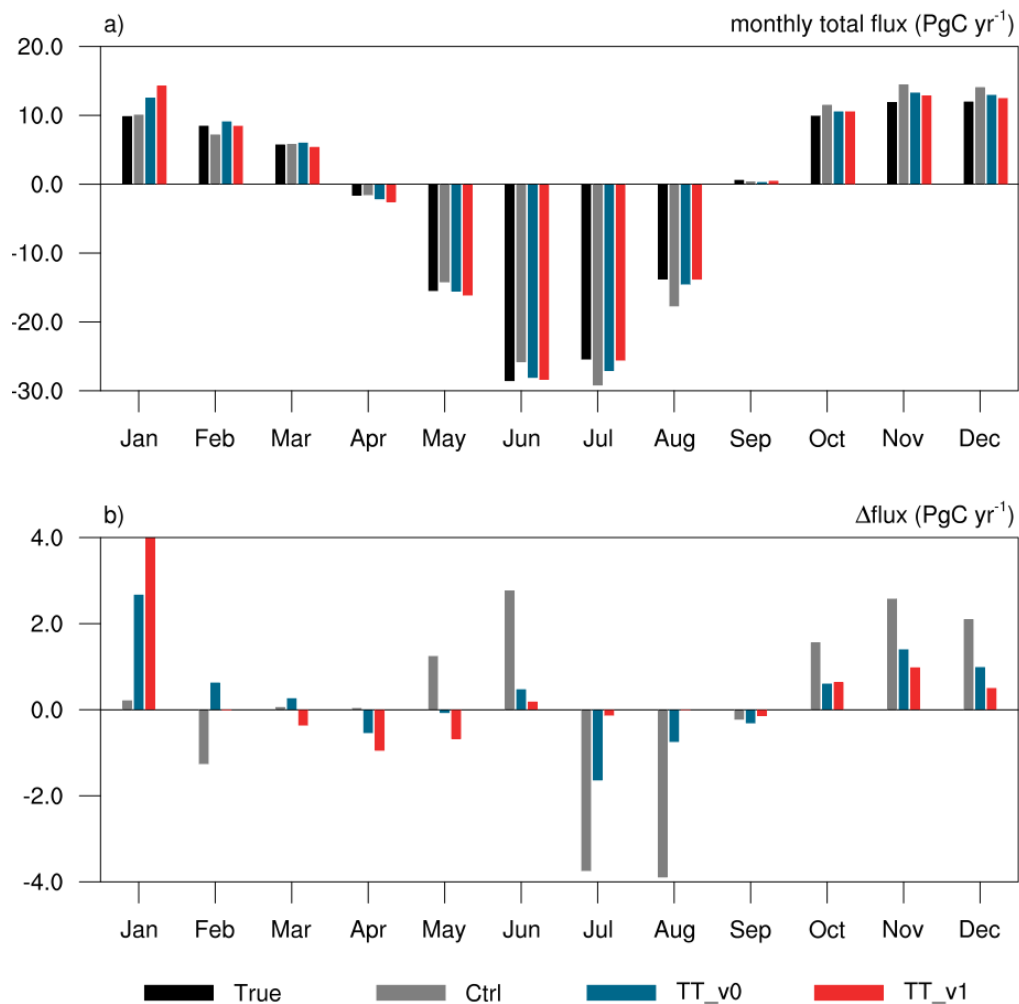 a) monthly total flux (PgC yr⁻¹)
20.0
10.0
0.0
-10.0
-20.0
-30.0
Jan Feb Mar Apr May Jun Jul Aug Sep Oct Nov Dec
b) Δflux (PgC yr⁻¹)
4.0
2.0
0.0
-2.0
-4.0
Jan Feb Mar Apr May Jun Jul Aug Sep Oct Nov Dec
True Ctrl TT_v0 TT_v1